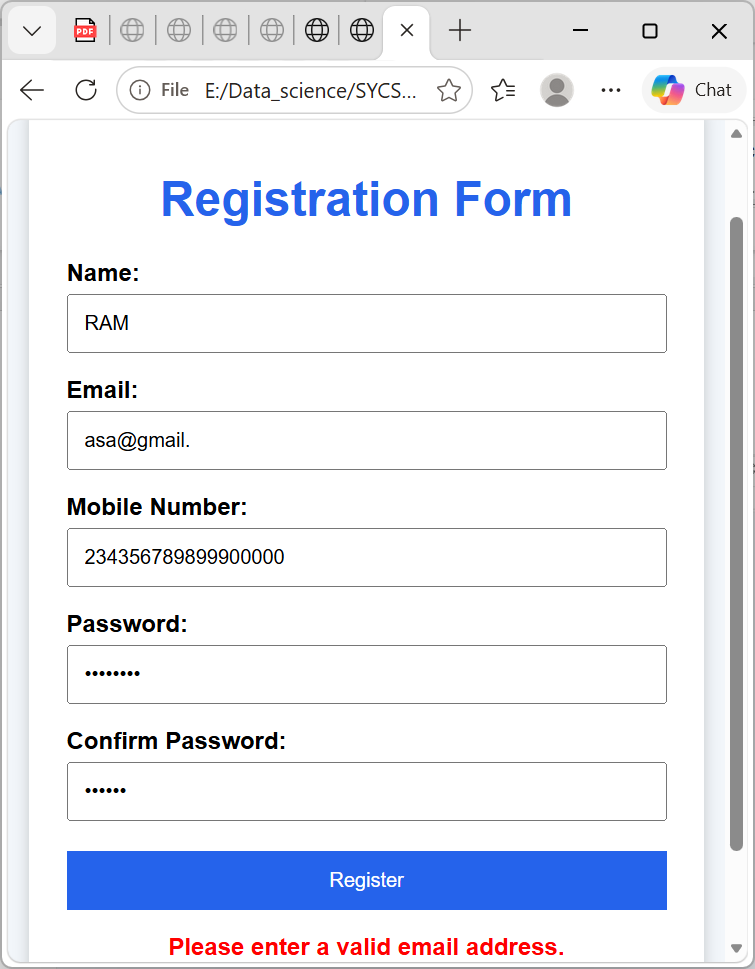 PDF
File E:/Data_science/SYCS...
Chat
Registration Form
Name:
RAM
Email:
asa@gmail.
Mobile Number:
234356789899900000
Password:
••••••••
Confirm Password:
••••••
Register
Please enter a valid email address.